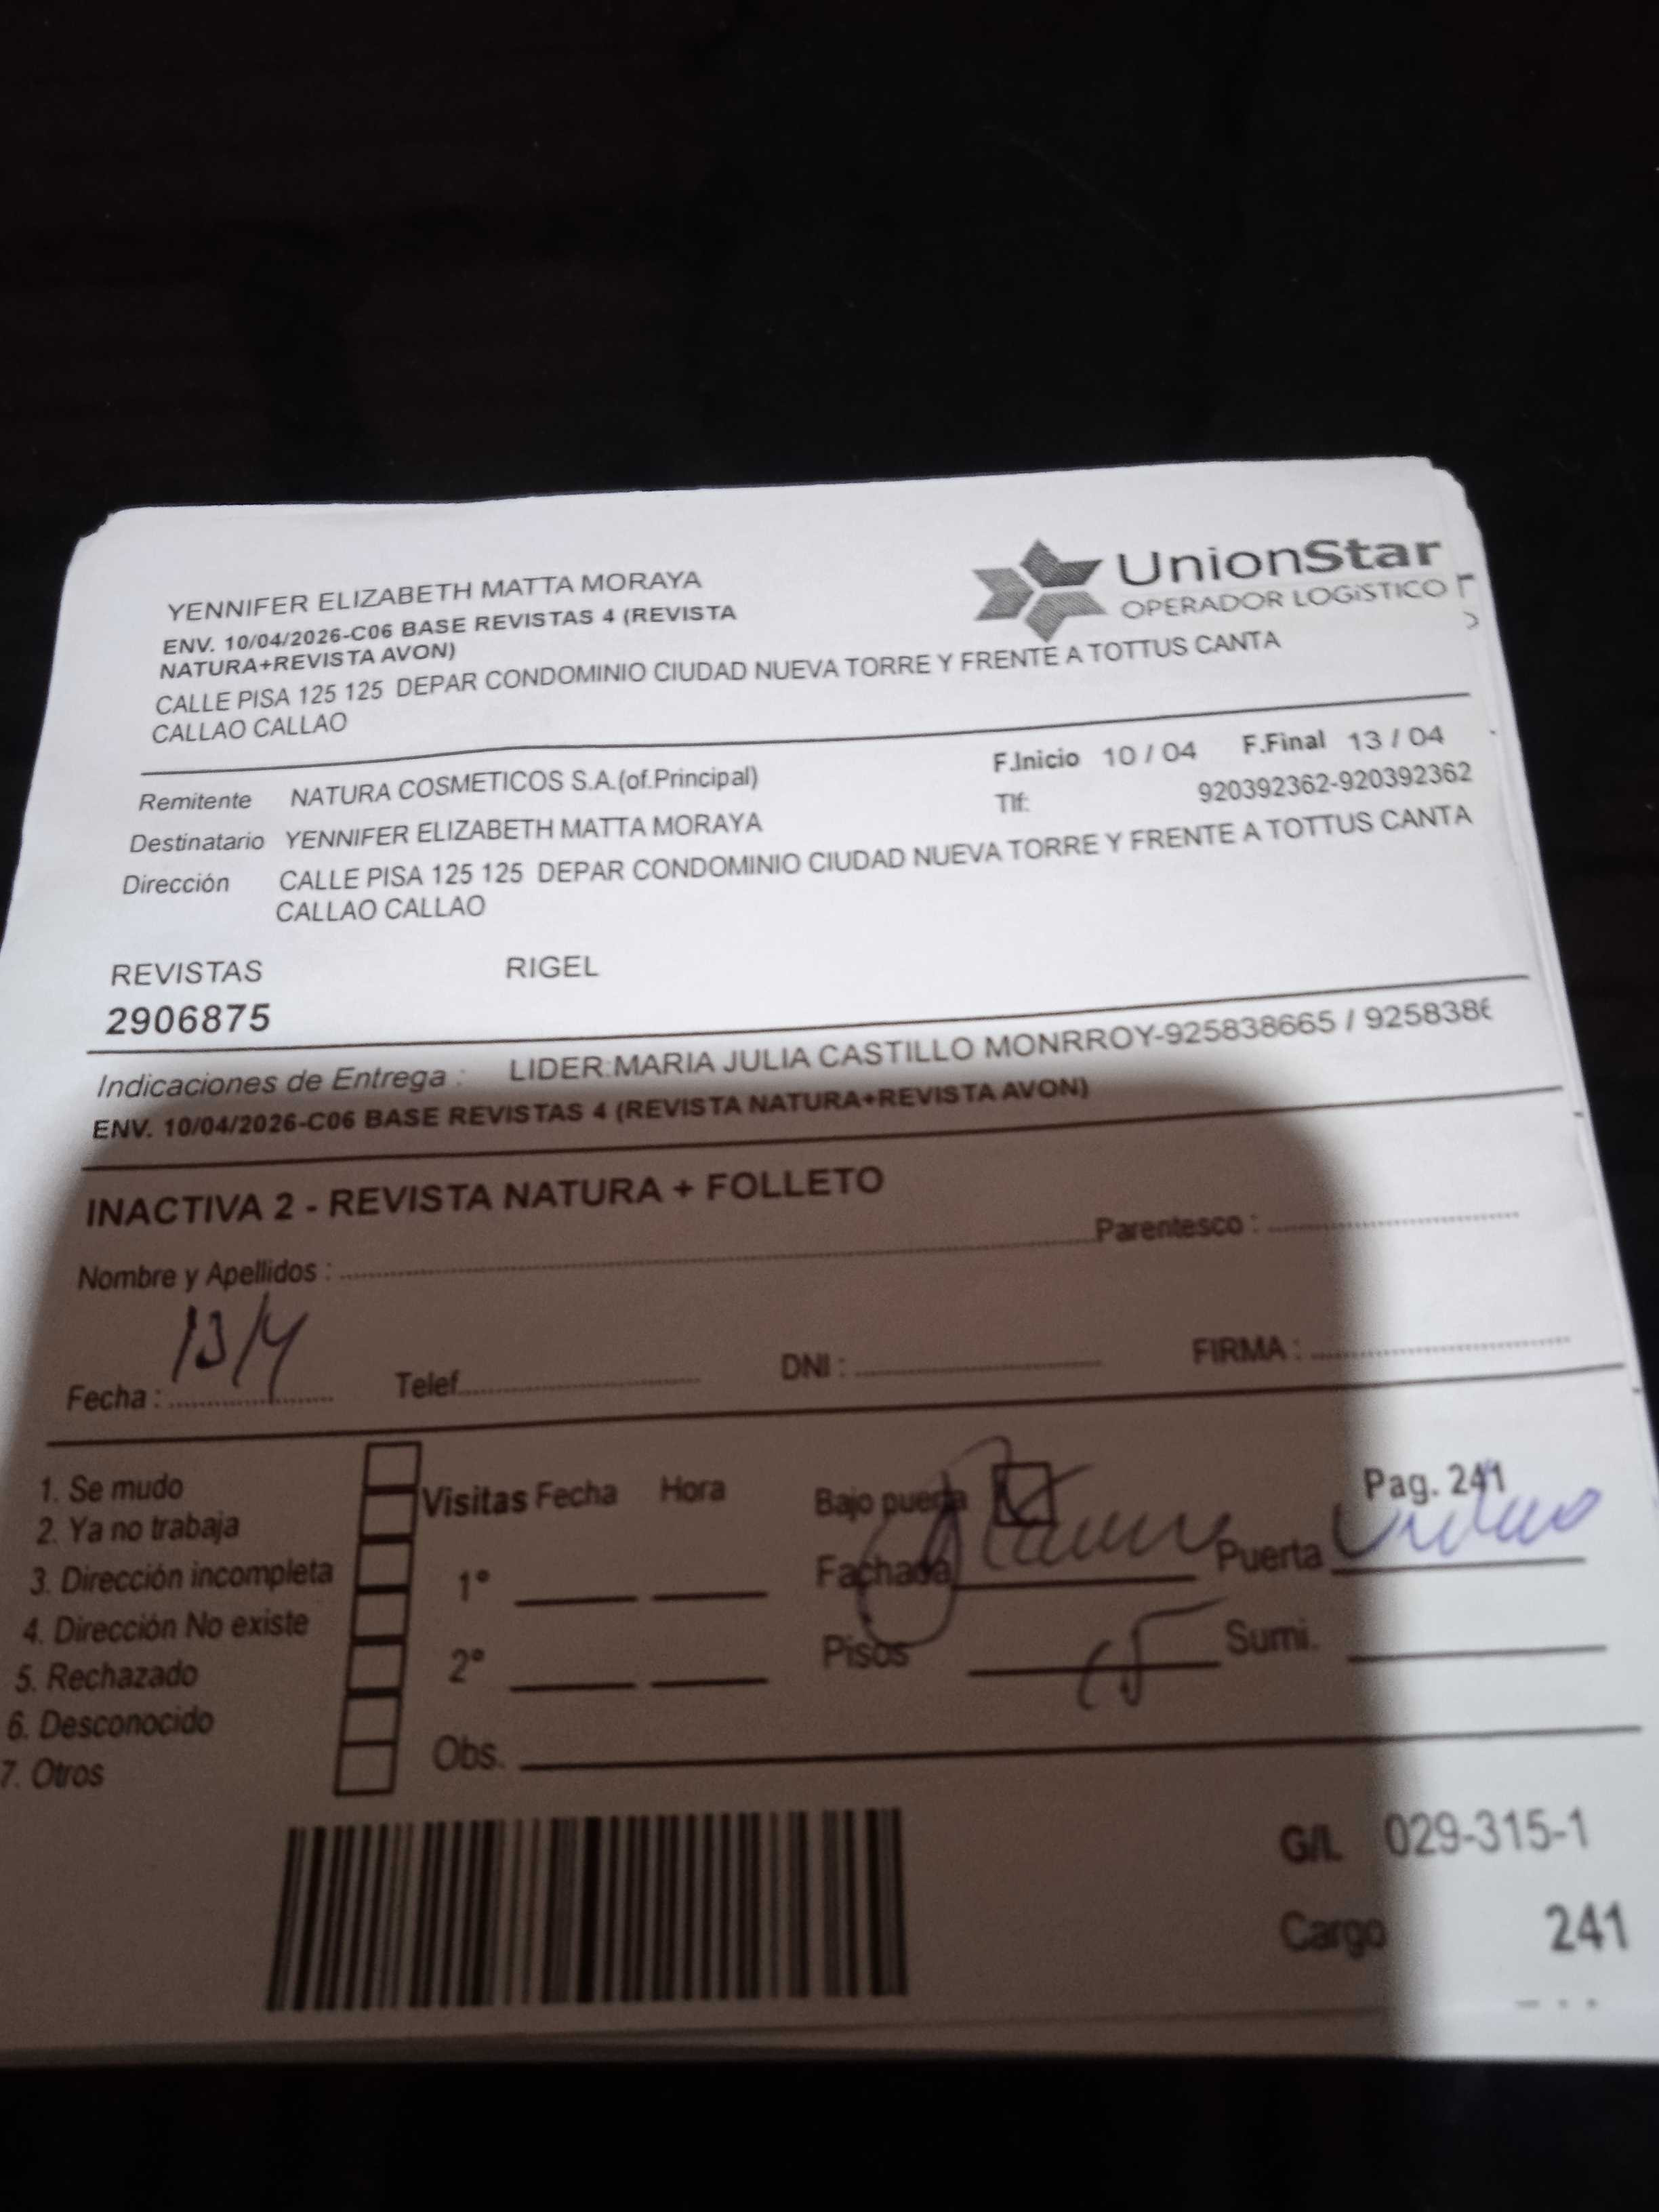 YENNIFER ELIZABETH MATTA MORAYA
ENV. 10/04/2026-C06 BASE REVISTAS 4 (REVISTA
NATURA+REVISTA AVON)
UnionStar
OPERADOR LOGÍSTICO
CALLE PISA 125 125 DEPAR CONDOMINIO CIUDAD NUEVA TORRE Y FRENTE A TOTTUS CANTA
CALLAO CALLAO
Remitente NATURA COSMETICOS S.A.(of.Principal) F.Inicio 10 / 04 F.Final 13 / 04
Destinatario YENNIFER ELIZABETH MATTA MORAYA Tlf: 920392362-920392362
Dirección CALLE PISA 125 125 DEPAR CONDOMINIO CIUDAD NUEVA TORRE Y FRENTE A TOTTUS CANTA
CALLAO CALLAO
REVISTAS RIGEL
2906875
Indicaciones de Entrega : LIDER:MARIA JULIA CASTILLO MONRROY-925838665 / 9258386
ENV. 10/04/2026-C06 BASE REVISTAS 4 (REVISTA NATURA+REVISTA AVON)
INACTIVA 2 - REVISTA NATURA + FOLLETO
Nombre y Apellidos : Parentesco :
Fecha : 13/4 Telef. DNI : FIRMA :
1. Se mudo
2. Ya no trabaja
3. Dirección incompleta
4. Dirección No existe
5. Rechazado
6. Desconocido
7. Otros
Visitas Fecha Hora
1°
2°
Obs.
Bajo puerta
Fachada
Pisos 15
Pag. 241
Puerta
Sumi.
G/L 029-315-1
Cargo 241